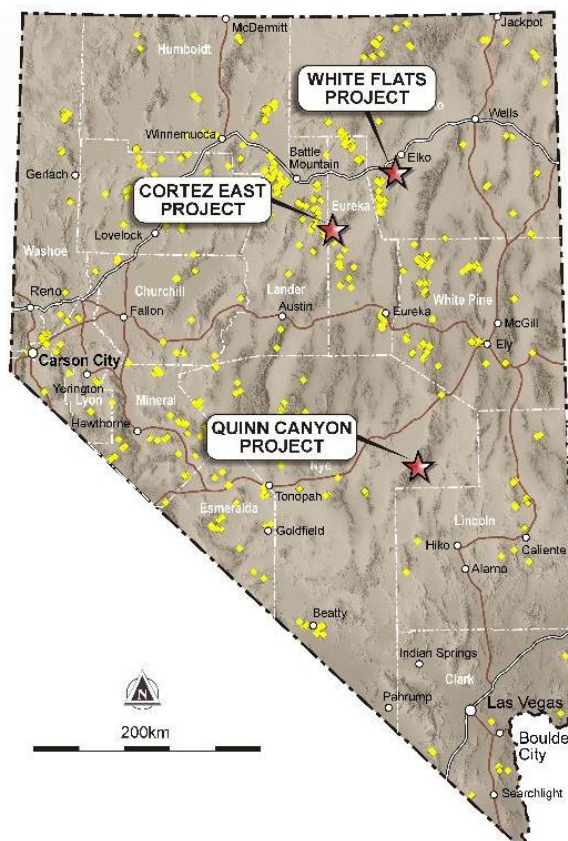 McDermitt
Jackpot
Humboldt
WHITE FLATS
PROJECT
Wells
Winnemucca
Battle
Mountain
Elko
Gerlach
CORTEZ EAST
PROJECT
Eureka
Lovelock
Washoe
Reno
Churchill
Lander
White Pine
Fallon
Austin
Eureka
McGill
Ely
Carson City
Yerington
Lyon
Mineral
Hawthorne
QUINN CANYON
PROJECT
Nye
Tonopah
Esmeralda
Goldfield
Lincoln
Hiko
Caliente
Alamo
Beatty
Indian Springs
Clark
Pahrump
Las Vegas
N
200km
Boulder
City
Searchlight